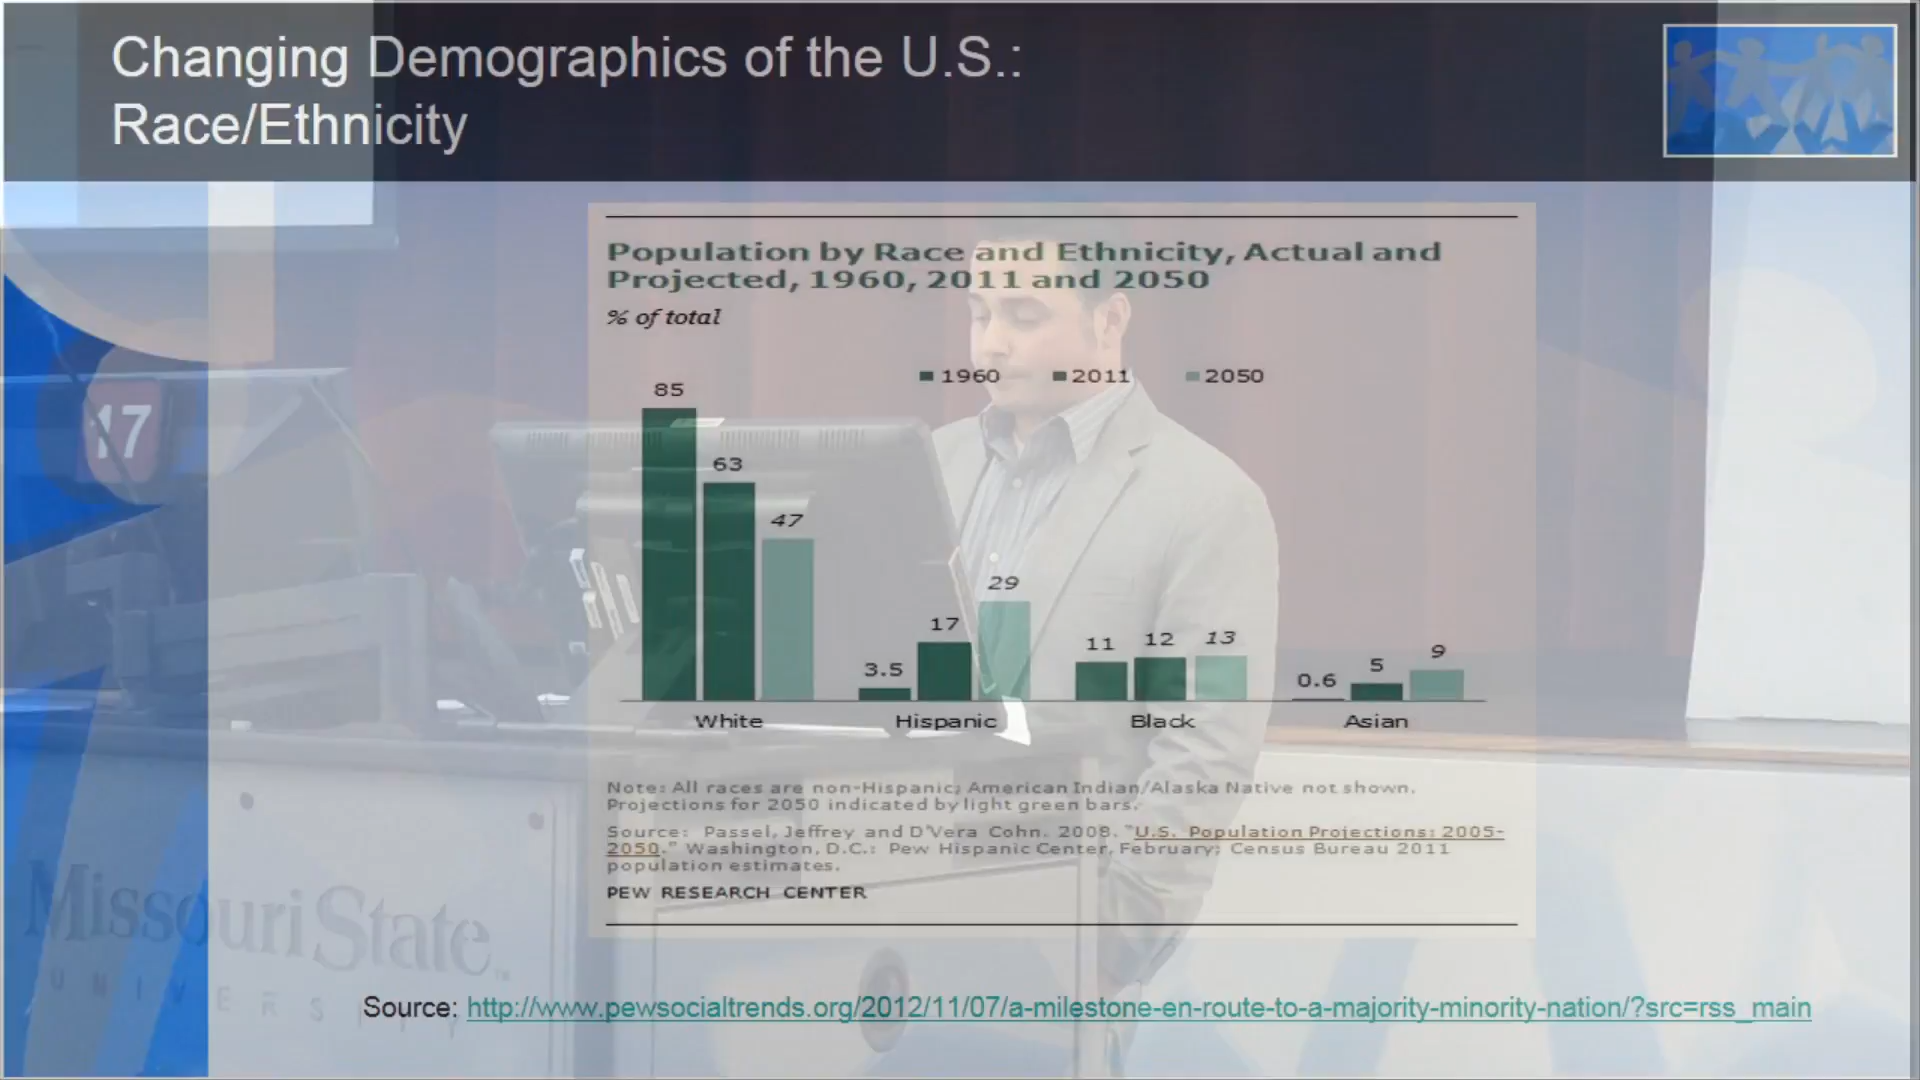 Changing Demographics of the U.S.:
Race/Ethnicity
Population by Race and Ethnicity, Actual and
Projected, 1960, 2011 and 2050
% of total
1960 2011 2050
85
63
47
3.5
17
29
11
12
13
0.6
5
9
White Hispanic Black Asian
Note: All races are non-Hispanic; American Indian/Alaska Native not shown.
Projections for 2050 indicated by light green bars.
Source: Passel, Jeffrey and D'Vera Cohn. 2008. "U.S. Population Projections: 2005-
2050." Washington, D.C.: Pew Hispanic Center, February; Census Bureau 2011
population estimates.
PEW RESEARCH CENTER
Source: http://www.pewsocialtrends.org/2012/11/07/a-milestone-en-route-to-a-majority-minority-nation/?src=rss_main
17
Missouri State
UNIVERSITY